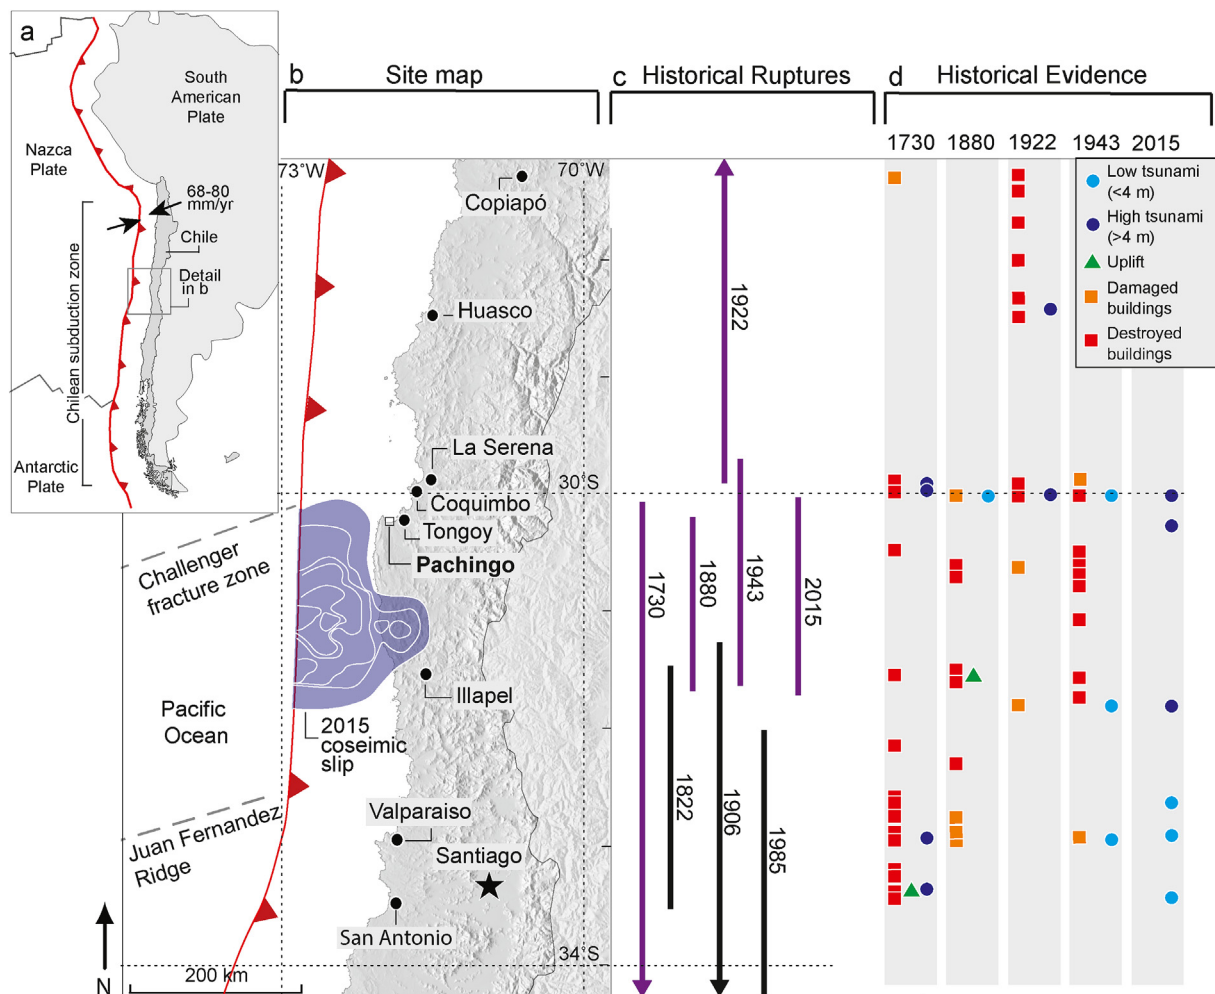 a
South
American
Plate
Nazca
Plate
68-80
mm/yr
Chile
Detail
in b
Chilean subduction zone
Antarctic
Plate
b
Site map
c
Historical Ruptures
d
Historical Evidence
73°W
70°W
Copiapó
Huasco
La Serena
30°S
Coquimbo
Tongoy
Pachingo
Challenger
fracture zone
Illapel
Pacific
Ocean
2015
coseimic
slip
Valparaiso
Juan Fernandez
Ridge
Santiago
San Antonio
34°S
200 km
N
1922
1730
1880
1943
2015
1822
1906
1985
1730
1880
1922
1943
2015
Low tsunami
(<4 m)
High tsunami
(>4 m)
Uplift
Damaged
buildings
Destroyed
buildings